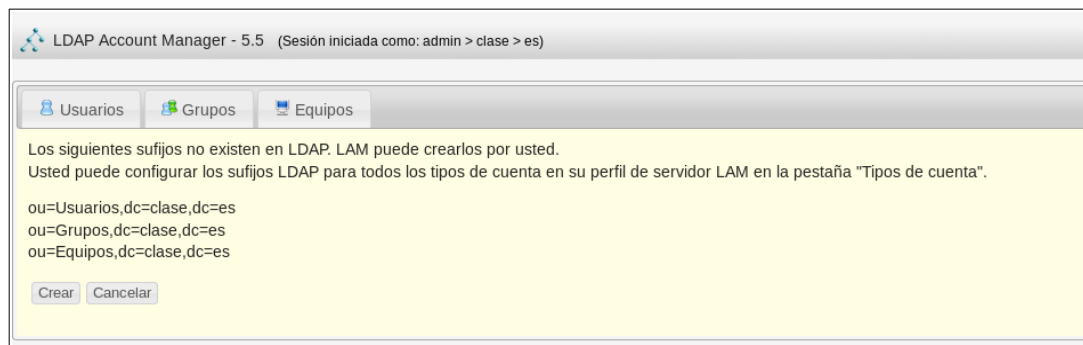 LDAP Account Manager - 5.5 (Sesión iniciada como: admin > clase > es)
Usuarios Grupos Equipos
Los siguientes sufijos no existen en LDAP. LAM puede crearlos por usted.
Usted puede configurar los sufijos LDAP para todos los tipos de cuenta en su perfil de servidor LAM en la pestaña "Tipos de cuenta".
ou=Usuarios,dc=clase,dc=es
ou=Grupos,dc=clase,dc=es
ou=Equipos,dc=clase,dc=es
Crear Cancelar